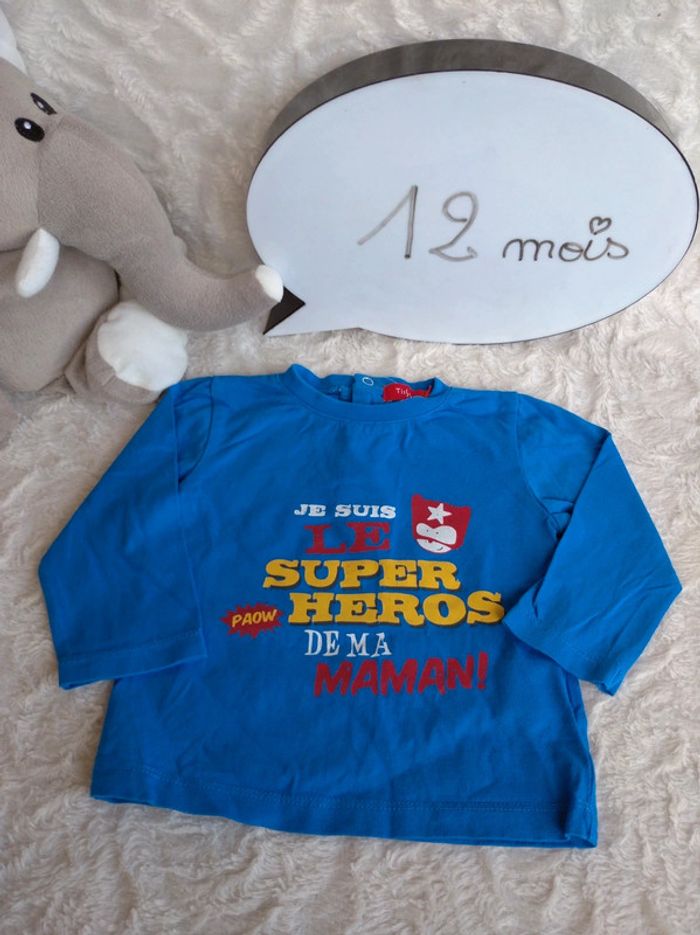 12 mois
JE SUIS
LE
SUPER
PAOW HEROS
DE MA
MAMAN!